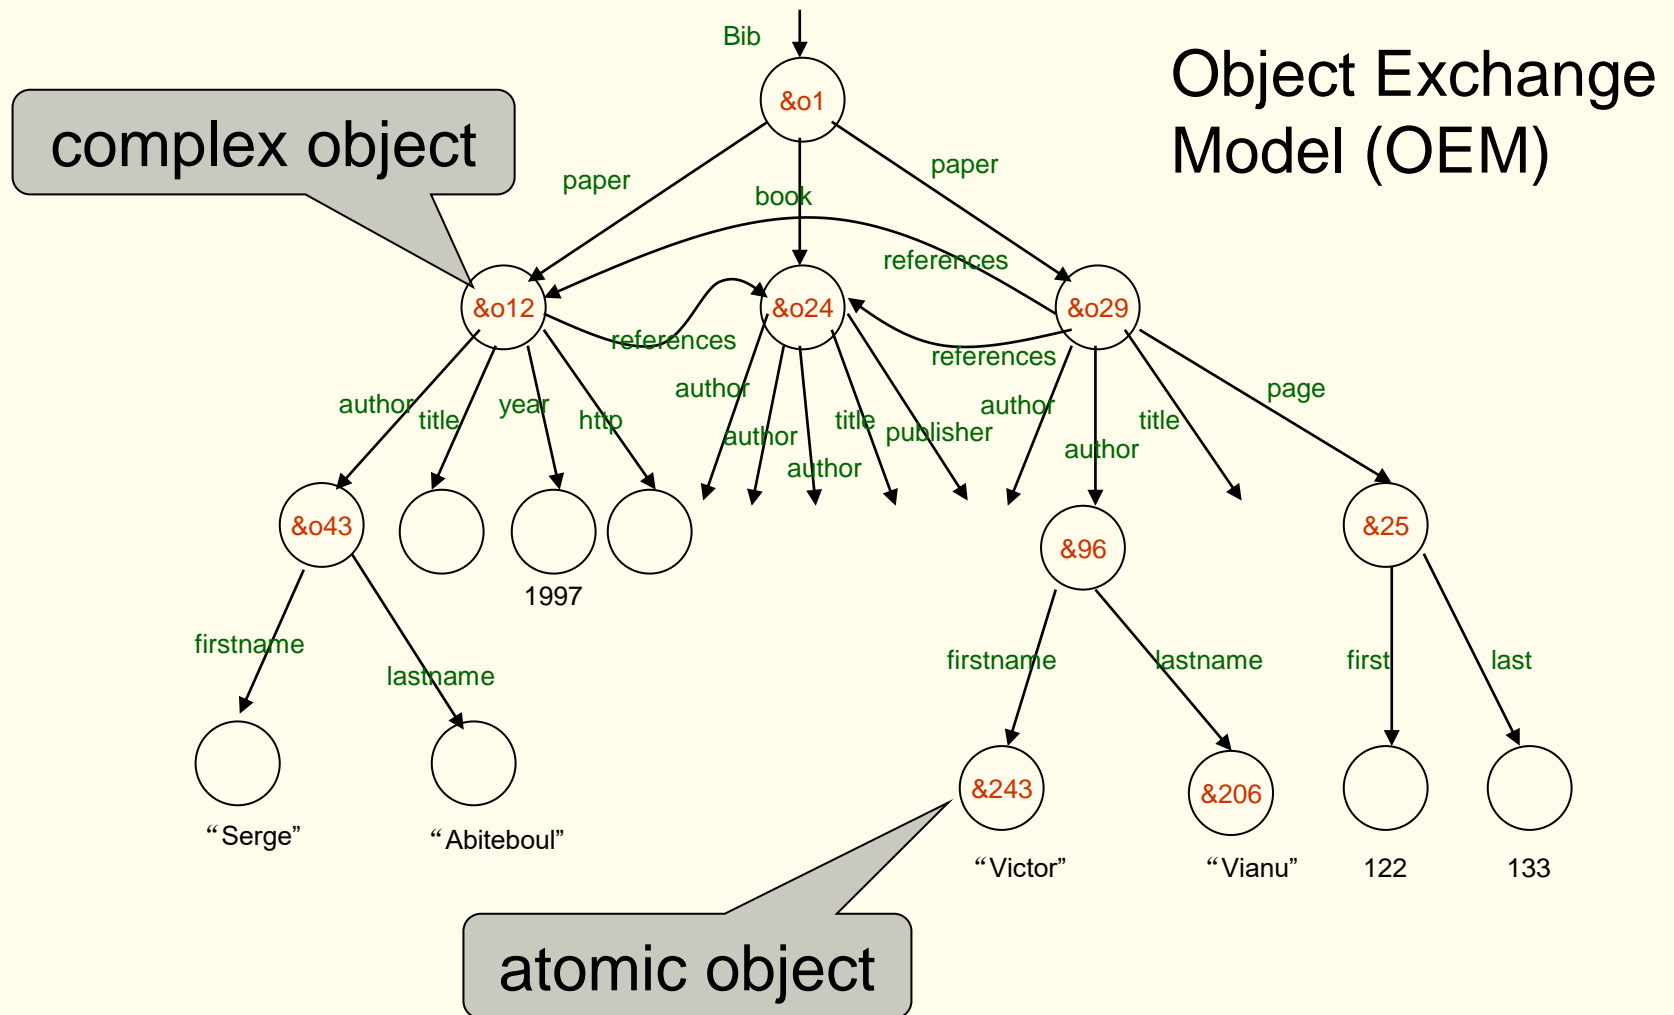 Bib
Object Exchange
Model (OEM)
&o1
complex object
paper
book
paper
references
&o12
&o24
&o29
references
references
author
title
year
http
author
author
author
title
publisher
author
author
title
page
&o43
&96
&25
1997
firstname
lastname
firstname
lastname
first
last
&243
&206
“Serge”
“Abiteboul”
“Victor”
“Vianu”
122
133
atomic object